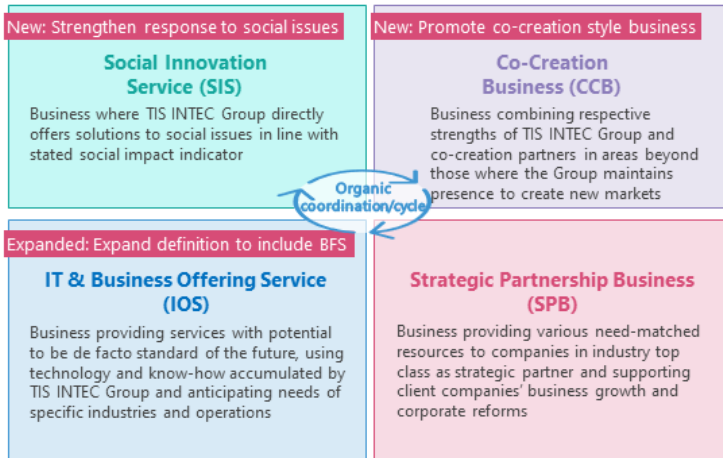 New: Strengthen response to social issues
Social Innovation
Service (SIS)
Business where TIS INTEC Group directly
offers solutions to social issues in line with
stated social impact indicator
New: Promote co-creation style business
Co-Creation
Business (CCB)
Business combining respective
strengths of TIS INTEC Group and
co-creation partners in areas beyond
those where the Group maintains
presence to create new markets
Organic
coordination/cycle
Expanded: Expand definition to include BFS
IT & Business Offering Service
(IOS)
Business providing services with potential
to be de facto standard of the future, using
technology and know-how accumulated by
TIS INTEC Group and anticipating needs of
specific industries and operations
Strategic Partnership Business
(SPB)
Business providing various need-matched
resources to companies in industry top
class as strategic partner and supporting
client companies’ business growth and
corporate reforms